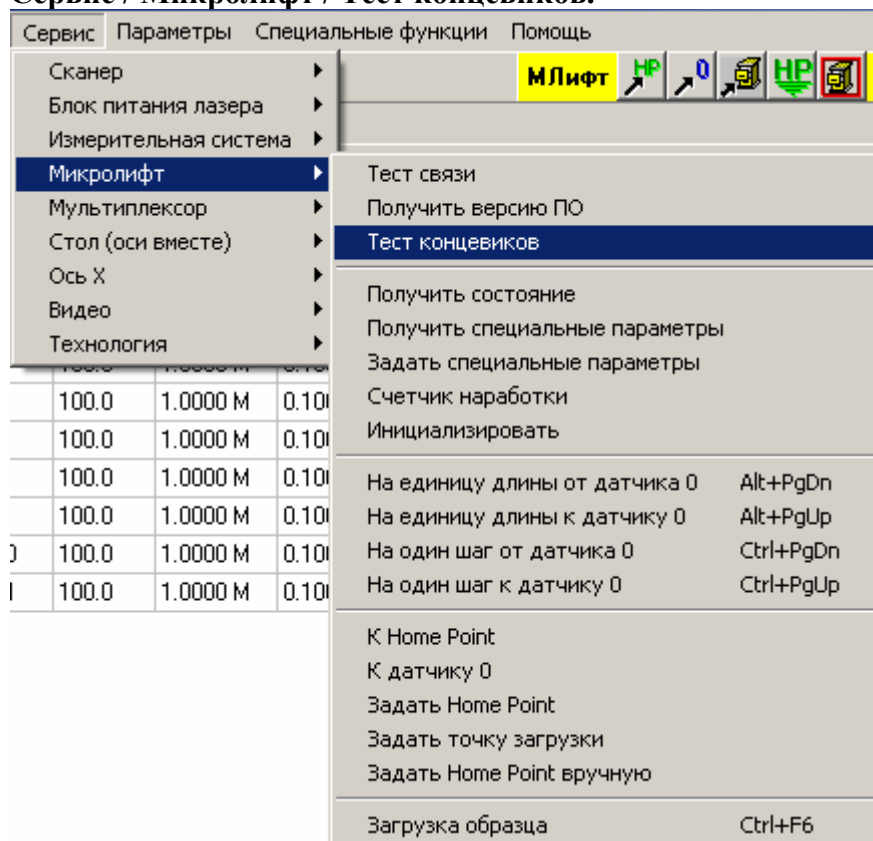 Сервис / Микролифт / Тест концевиков.
Сервис Параметры Специальные функции Помощь
МЛифт HP 0 HP
Сканер
Блок питания лазера
Измерительная система
Микролифт
Мультиплексор
Стол (оси вместе)
Ось X
Видео
Технология
Тест связи
Получить версию ПО
Тест концевиков
Получить состояние
Получить специальные параметры
Задать специальные параметры
Счетчик наработки
Инициализировать
На единицу длины от датчика 0 Alt+PgDn
На единицу длины к датчику 0 Alt+PgUp
На один шаг от датчика 0 Ctrl+PgDn
На один шаг к датчику 0 Ctrl+PgUp
К Home Point
К датчику 0
Задать Home Point
Задать точку загрузки
Задать Home Point вручную
Загрузка образца Ctrl+F6
100.0 1.0000 M
100.0 1.0000 M
100.0 1.0000 M
100.0 1.0000 M
100.0 1.0000 M
100.0 1.0000 M